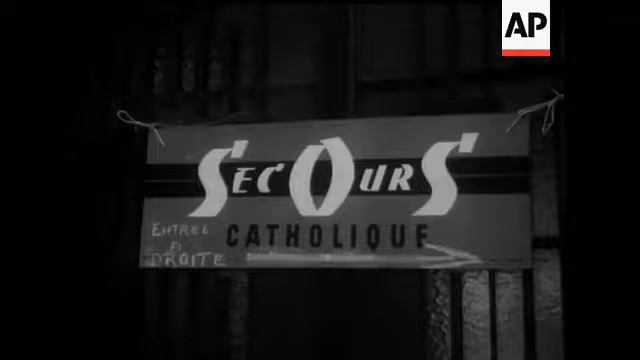 AP
SECOURS
CATHOLIQUE
ENTREE
A
DROITE